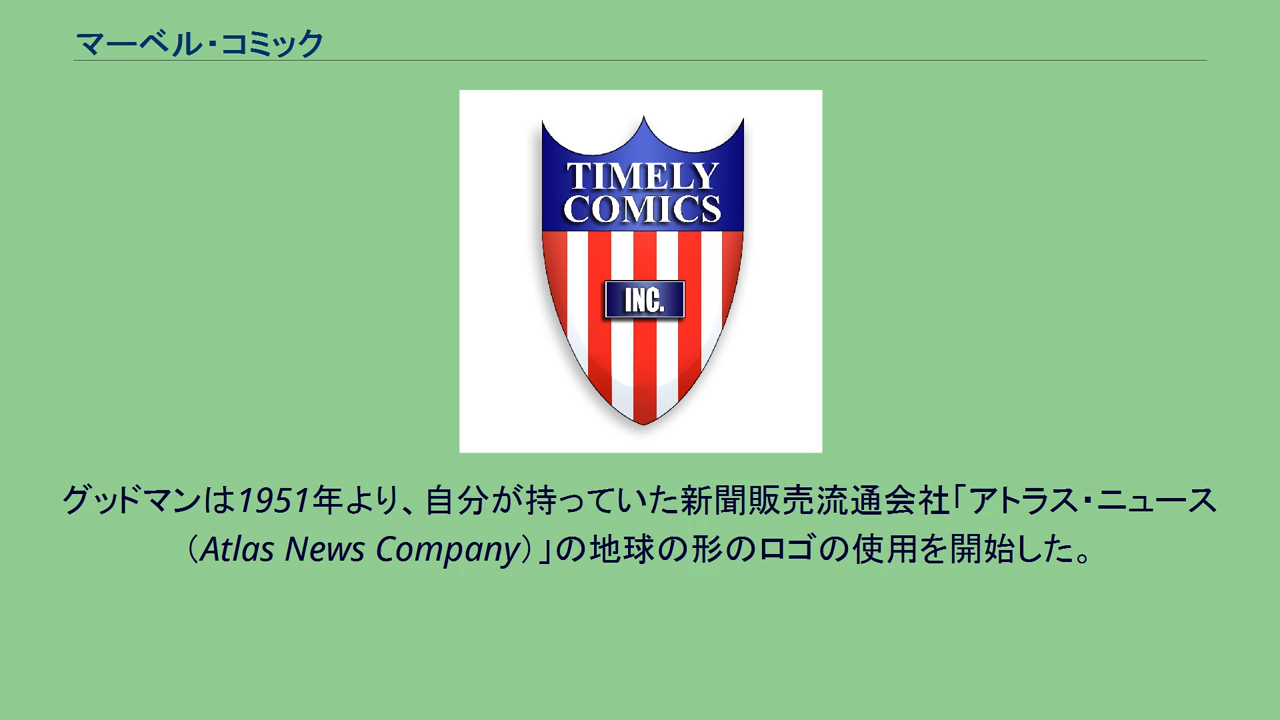 マーベル・コミック
TIMELY
COMICS
INC.
グッドマンは1951年より、自分が持っていた新聞販売流通会社「アトラス・ニュース
（Atlas News Company）」の地球の形のロゴの使用を開始した。